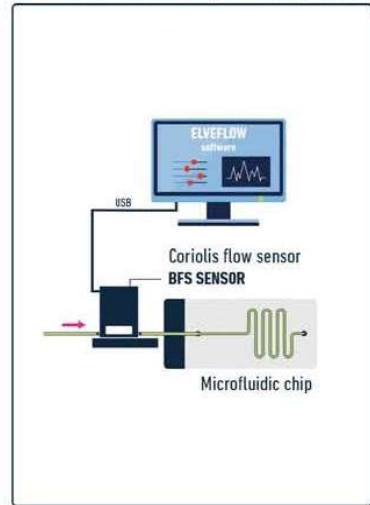 ELVEFLOW
software
USB
Coriolis flow sensor
BFS SENSOR
Microfluidic chip